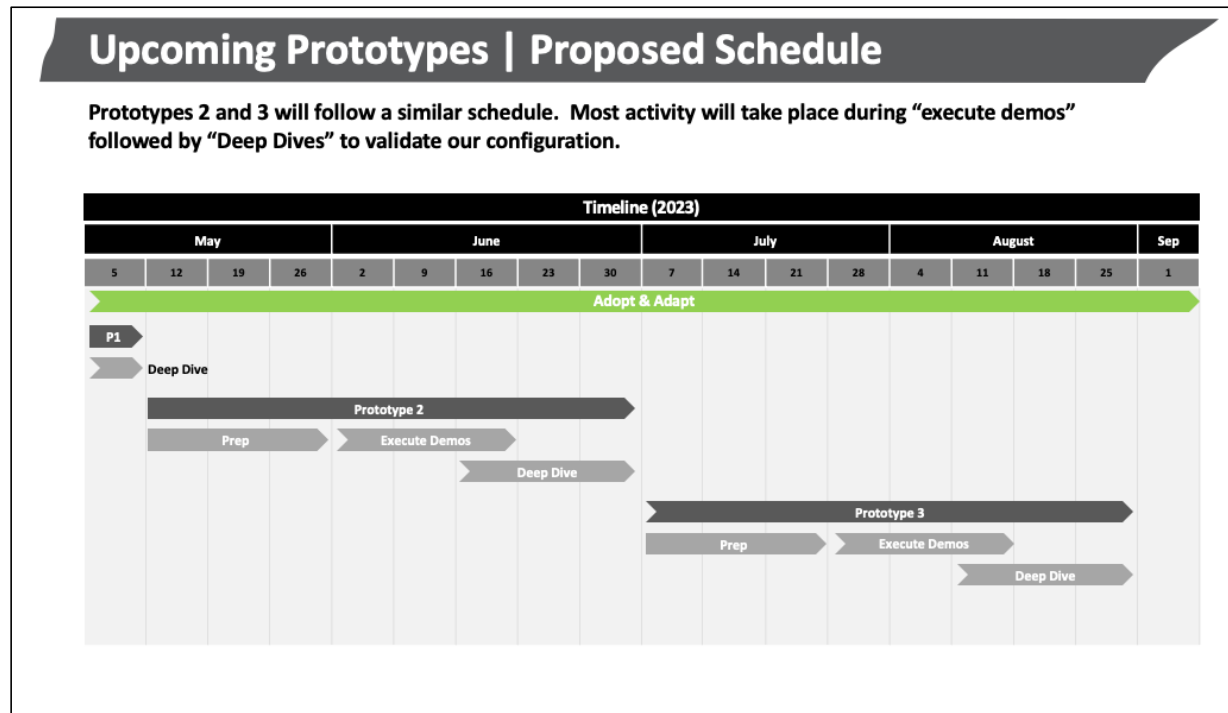 Upcoming Prototypes | Proposed Schedule
Prototypes 2 and 3 will follow a similar schedule.  Most activity will take place during “execute demos”
followed by “Deep Dives” to validate our configuration.
Timeline (2023)
May June July August Sep
5 12 19 26 2 9 16 23 30 7 14 21 28 4 11 18 25 1
Adopt & Adapt
P1
Deep Dive
Prototype 2
Prep Execute Demos
Deep Dive
Prototype 3
Prep Execute Demos
Deep Dive